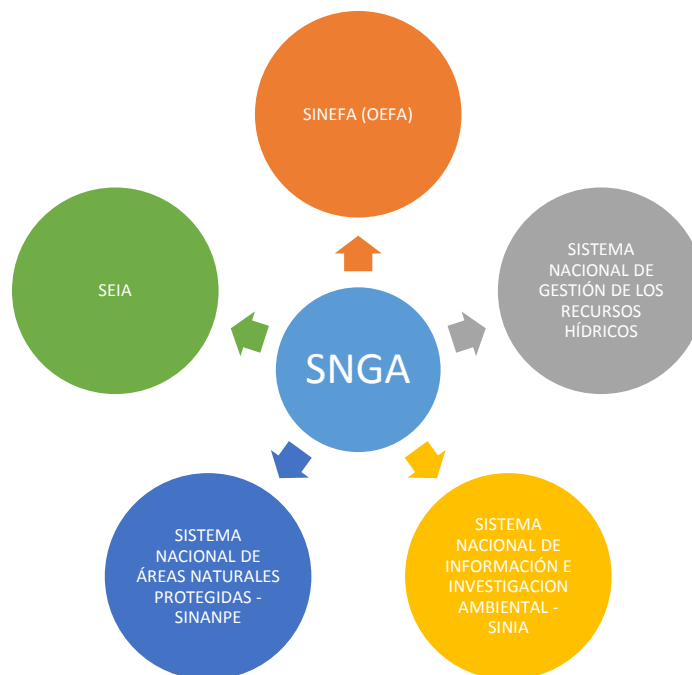 SINEFA (OEFA)
SEIA
SISTEMA
NACIONAL DE
GESTIÓN DE LOS
RECURSOS
HÍDRICOS
SNGA
SISTEMA
NACIONAL DE
ÁREAS NATURALES
PROTEGIDAS -
SINANPE
SISTEMA
NACIONAL DE
INFORMACIÓN E
INVESTIGACION
AMBIENTAL -
SINIA